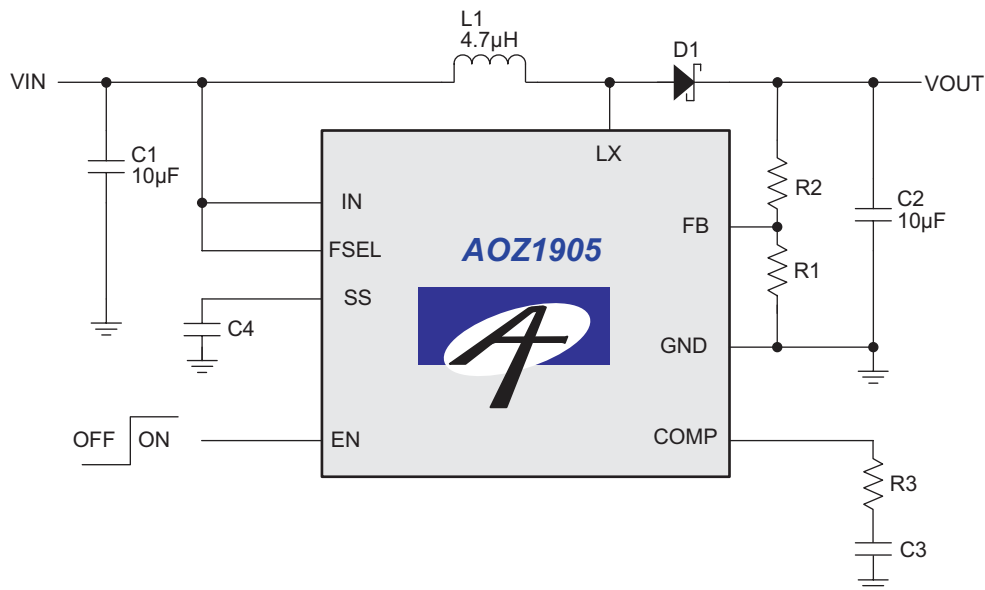 L1
4.7µH
D1
VIN
VOUT
LX
C1
10µF
R2
IN
C2
10µF
FB
FSEL
AOZ1905
R1
SS
C4
GND
OFF
ON
EN
COMP
R3
C3